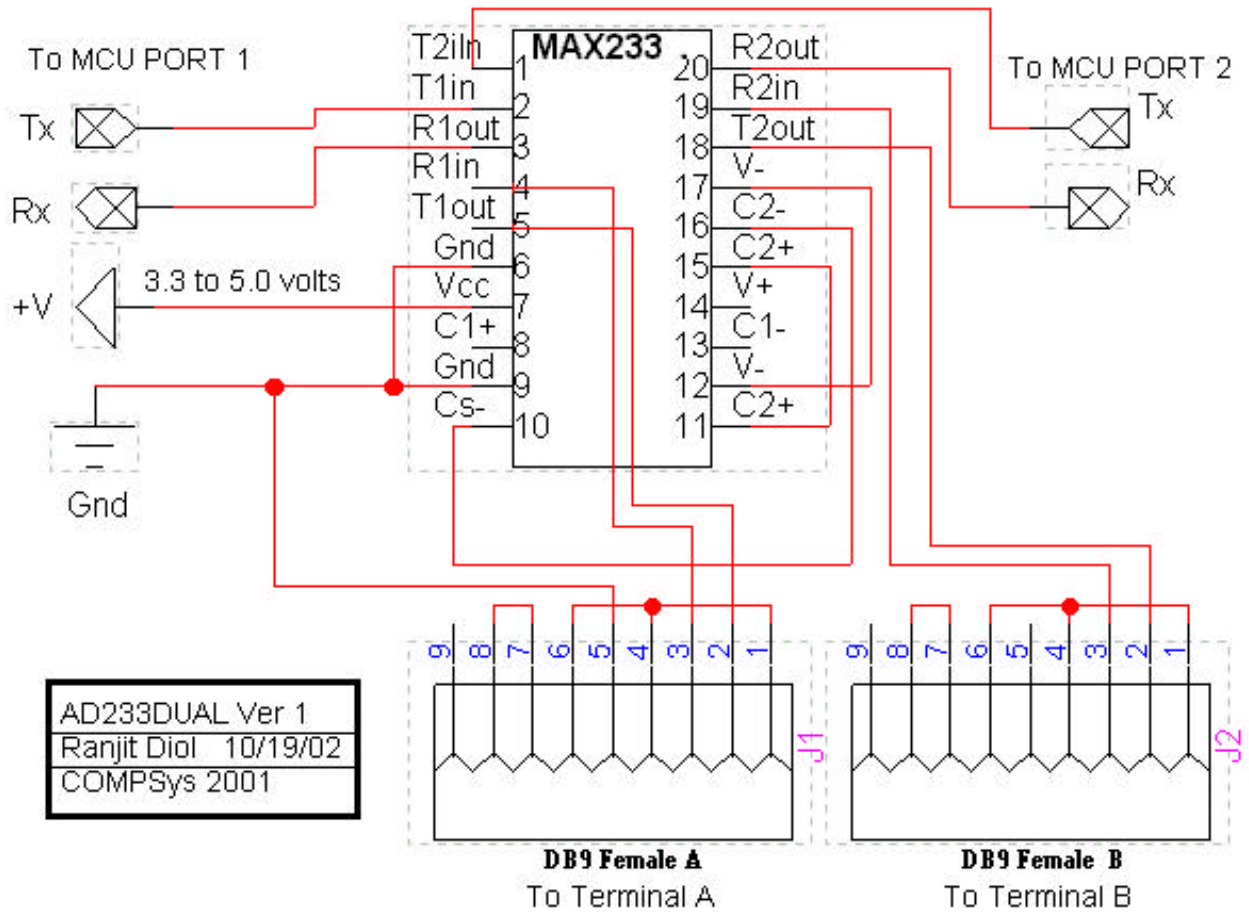 To MCU PORT 1
Tx
Rx
+V
3.3 to 5.0 volts
Gnd
MAX233
T2iIn
1
T1in
2
R1out
3
R1in
4
T1out
5
Gnd
6
Vcc
7
C1+
8
Gnd
9
Cs-
10
R2out
20
R2in
19
T2out
18
V-
17
C2-
16
C2+
15
V+
14
C1-
13
V-
12
C2+
11
To MCU PORT 2
Tx
Rx
9 8 7 6 5 4 3 2 1
J1
DB9 Female A
To Terminal A
9 8 7 6 5 4 3 2 1
J2
DB9 Female B
To Terminal B
AD233DUAL Ver 1
Ranjit Diol 10/19/02
COMPSys 2001